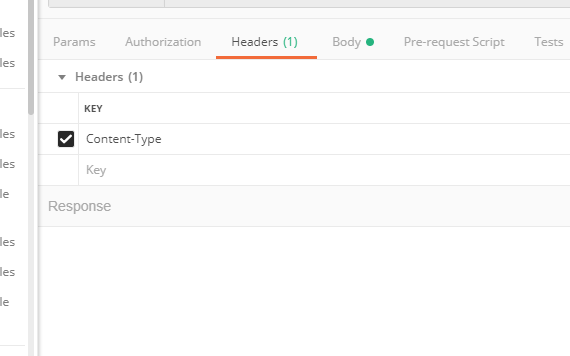 les
les
les
les
le
les
les
le
Params Authorization Headers (1) Body Pre-request Script Tests
Headers (1)
KEY
Content-Type
Key
Response